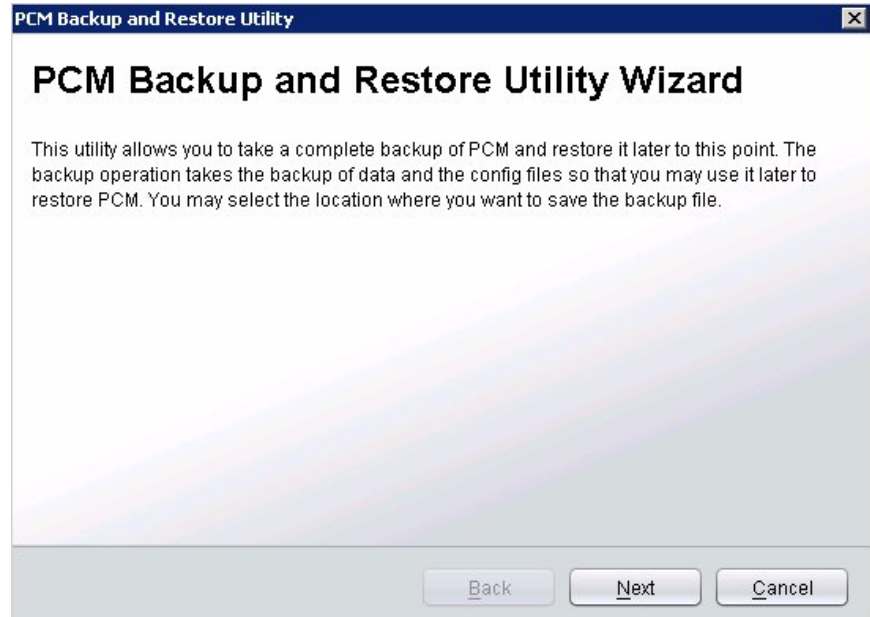 PCM Backup and Restore Utility
PCM Backup and Restore Utility Wizard
This utility allows you to take a complete backup of PCM and restore it later to this point. The
backup operation takes the backup of data and the config files so that you may use it later to
restore PCM. You may select the location where you want to save the backup file.
Back Next Cancel